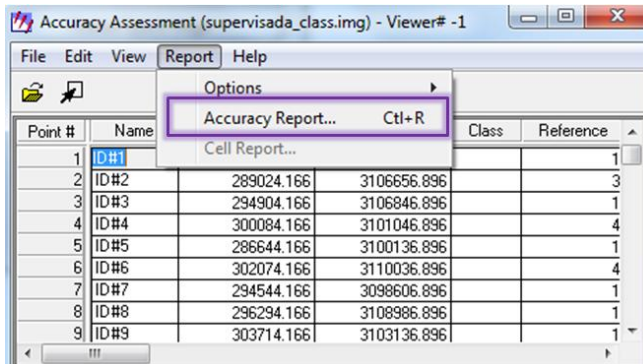 Accuracy Assessment (supervisada_class.img) - Viewer# -1
File Edit View Report Help
Options
Accuracy Report... Ctl+R
Cell Report...
Point # Name Class Reference
1 ID#1 1
2 ID#2 289024.166 3106656.896 3
3 ID#3 294904.166 3106846.896 1
4 ID#4 300084.166 3101046.896 4
5 ID#5 286644.166 3100136.896 1
6 ID#6 302074.166 3110036.896 4
7 ID#7 294544.166 3098606.896 1
8 ID#8 296294.166 3108986.896 1
9 ID#9 303714.166 3103136.896 1